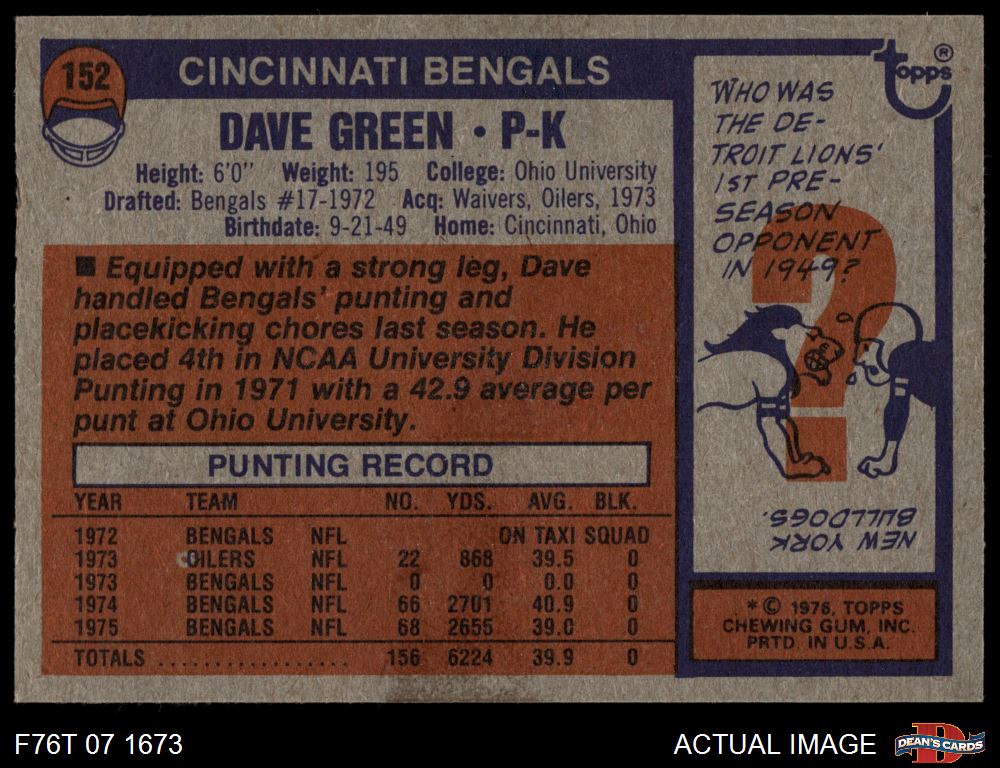 152
CINCINNATI BENGALS
DAVE GREEN • P-K
Height: 6'0" Weight: 195 College: Ohio University
Drafted: Bengals #17-1972 Acq: Waivers, Oilers, 1973
Birthdate: 9-21-49 Home: Cincinnati, Ohio
■ Equipped with a strong leg, Dave
handled Bengals' punting and
placekicking chores last season. He
placed 4th in NCAA University Division
Punting in 1971 with a 42.9 average per
punt at Ohio University.
PUNTING RECORD
YEAR TEAM NO. YDS. AVG. BLK.
1972 BENGALS NFL ON TAXI SQUAD
1973 OILERS NFL 22 868 39.5 0
1973 BENGALS NFL 0 0 0.0 0
1974 BENGALS NFL 66 2701 40.9 0
1975 BENGALS NFL 68 2655 39.0 0
TOTALS .................. 156 6224 39.9 0
topps ®
WHO WAS
THE DE-
TROIT LIONS'
1ST PRE-
SEASON
OPPONENT
IN 1949?
?
NEW YORK
BULLDOGS.
* © 1976, TOPPS
CHEWING GUM, INC.
PRTD. IN U.S.A.
F76T 07 1673
ACTUAL IMAGE
D
DEAN'S CARDS